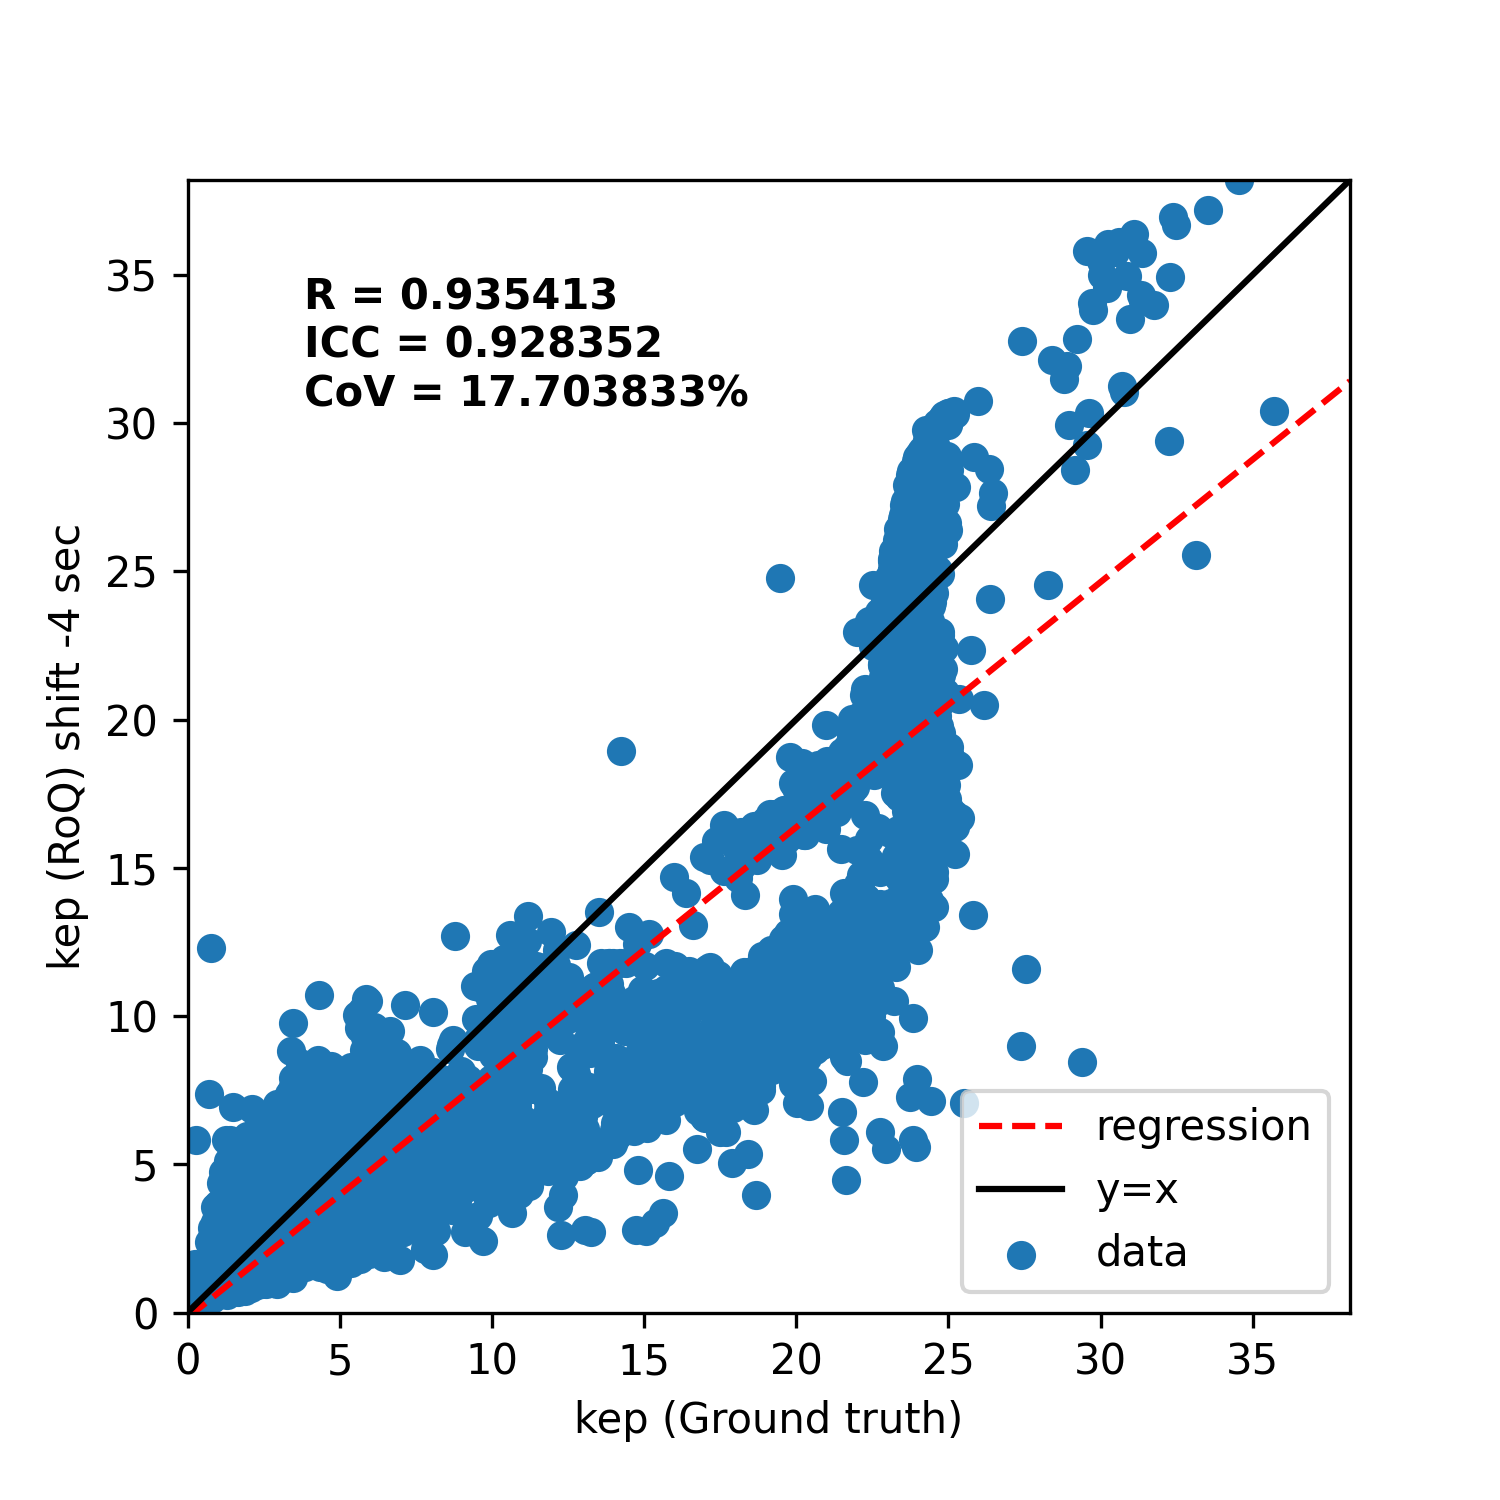 R = 0.935413
ICC = 0.928352
CoV = 17.703833%
kep (RoQ) shift -4 sec
35
30
25
20
15
10
5
0
regression
y=x
data
0 5 10 15 20 25 30 35
kep (Ground truth)